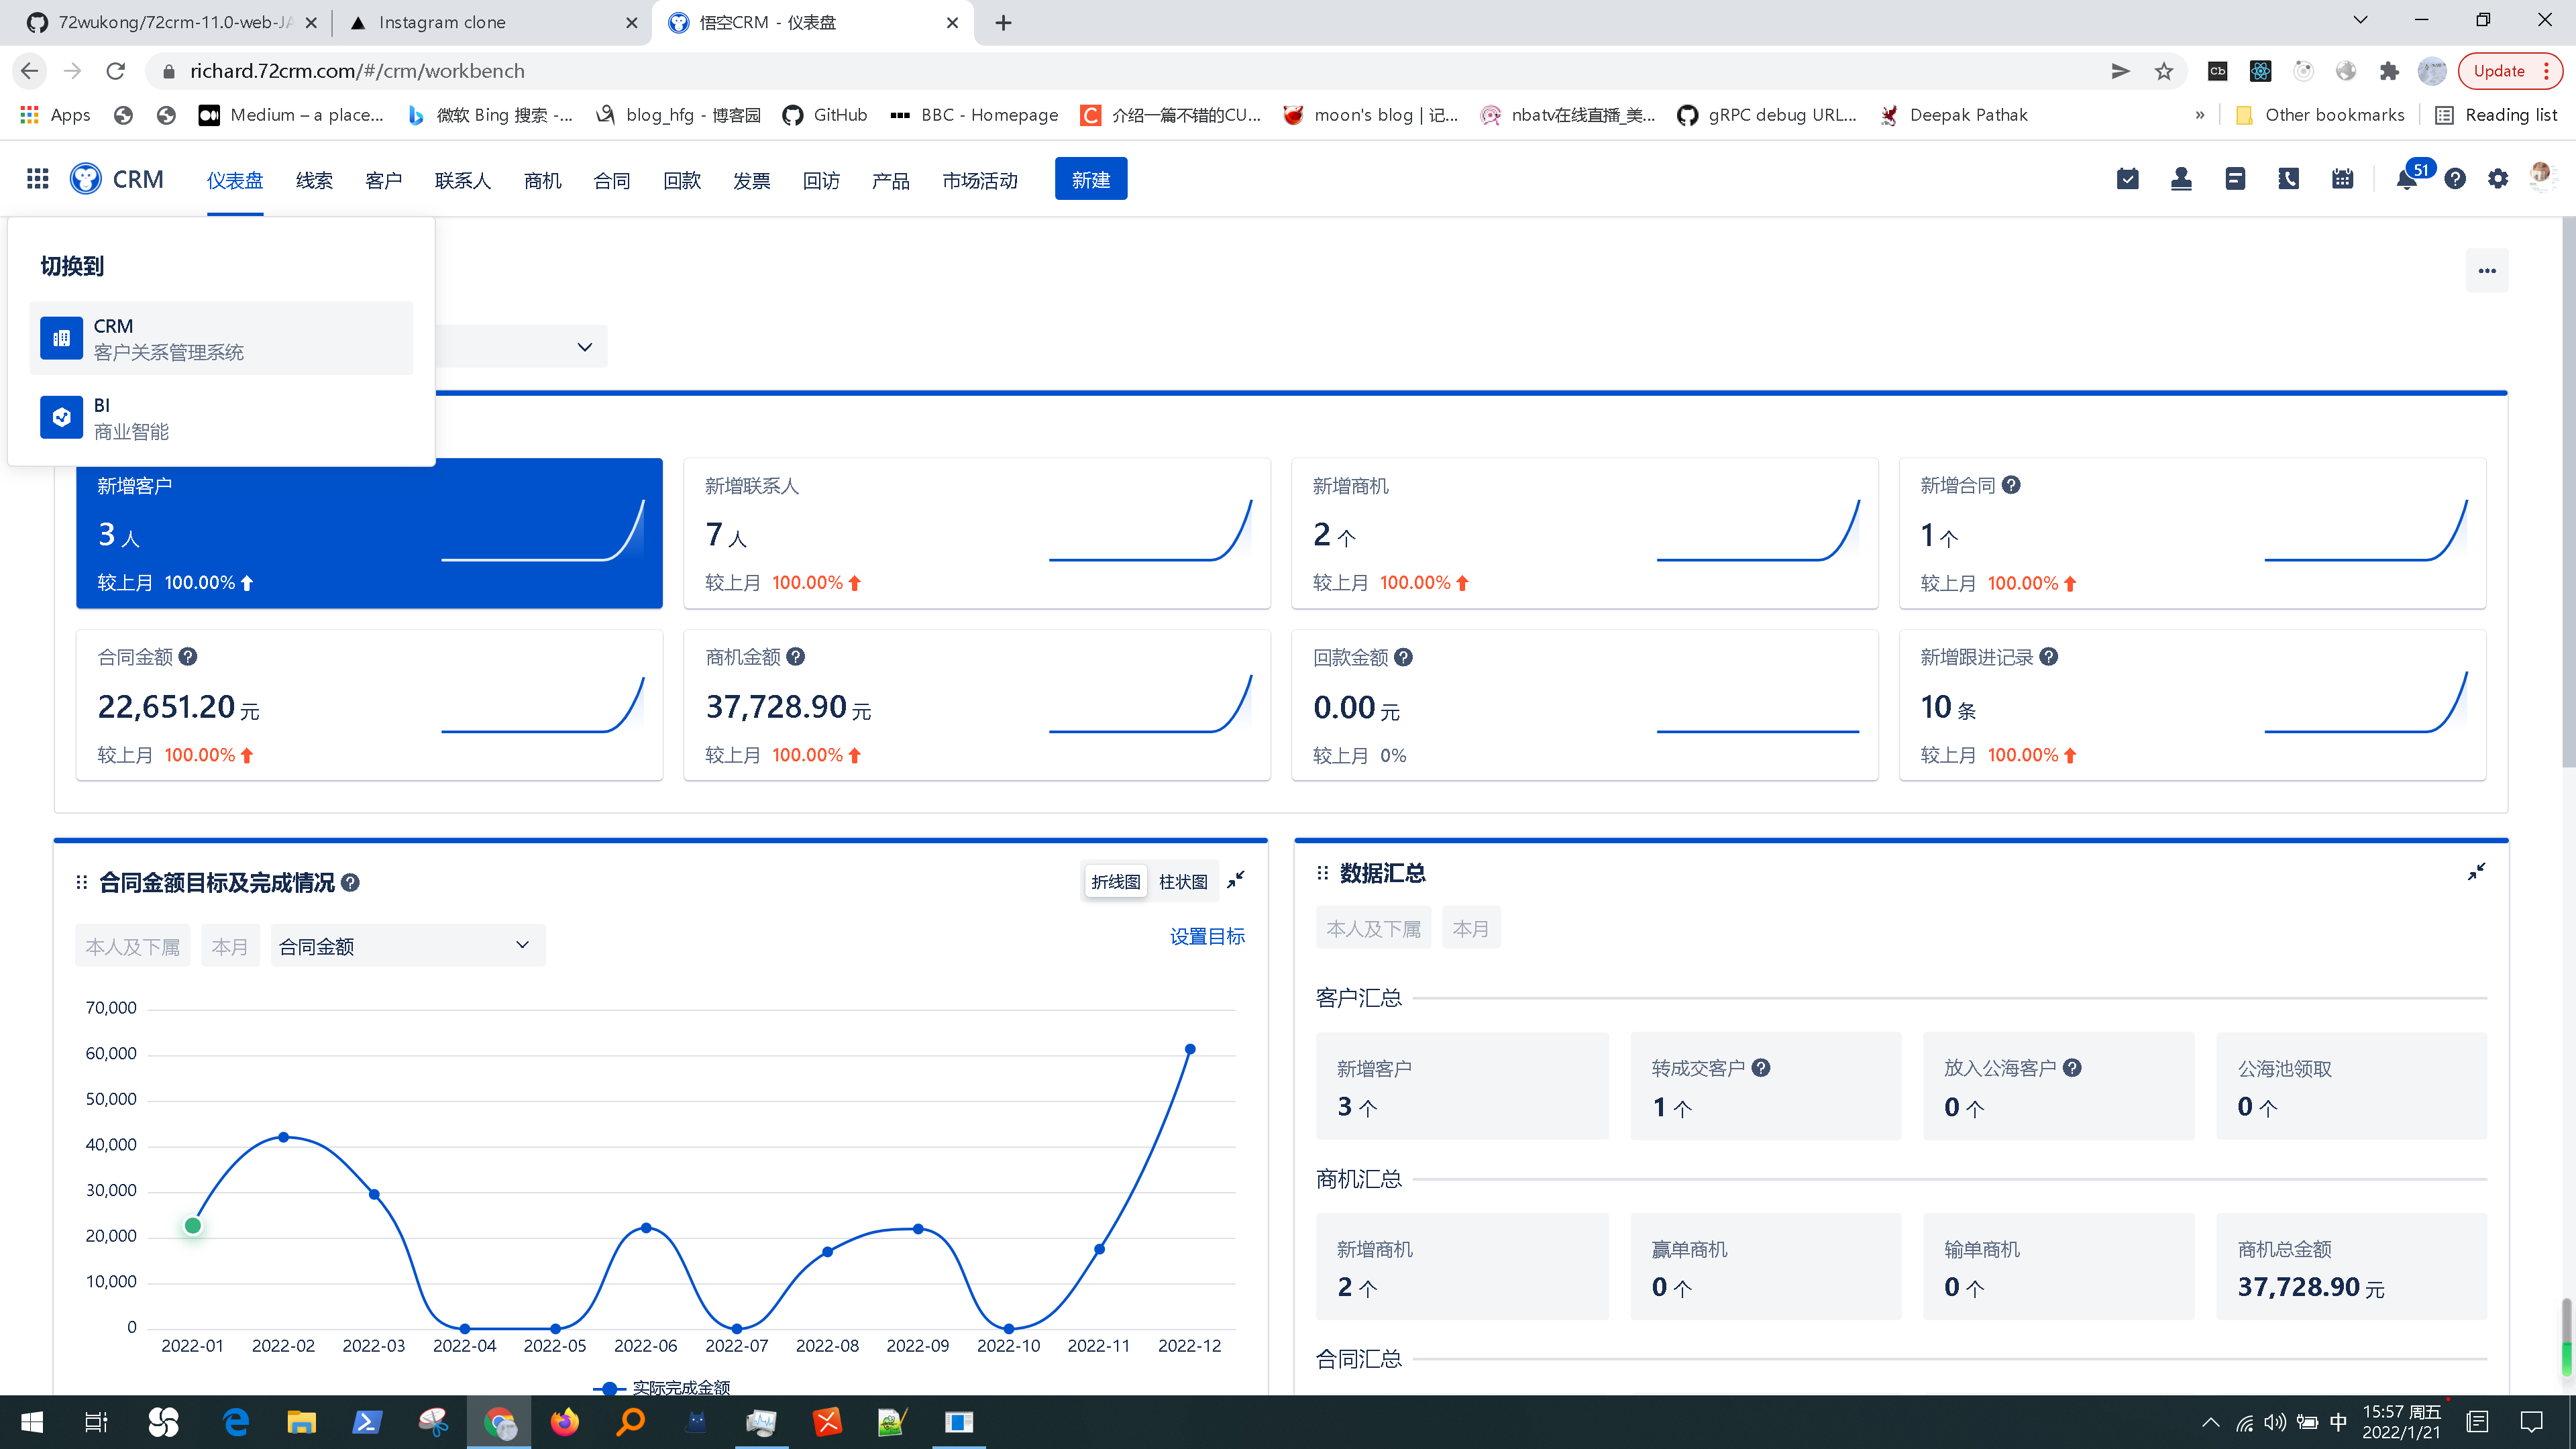 72wukong/72crm-11.0-web-JA
Instagram clone
悟空CRM - 仪表盘
richard.72crm.com/#/crm/workbench
Update
Apps
Medium – a place...
微软 Bing 搜索 -...
blog_hfg - 博客园
GitHub
BBC - Homepage
介绍一篇不错的CU...
moon's blog | 记...
nbatv在线直播_美...
gRPC debug URL...
Deepak Pathak
»
Other bookmarks
Reading list
CRM
仪表盘
线索
客户
联系人
商机
合同
回款
发票
回访
产品
市场活动
新建
51
切换到
CRM
客户关系管理系统
BI
商业智能
新增客户
3 人
较上月 100.00%
新增联系人
7 人
较上月 100.00%
新增商机
2 个
较上月 100.00%
新增合同
1 个
较上月 100.00%
合同金额
22,651.20 元
较上月 100.00%
商机金额
37,728.90 元
较上月 100.00%
回款金额
0.00 元
较上月 0%
新增跟进记录
10 条
较上月 100.00%
合同金额目标及完成情况
折线图
柱状图
本人及下属
本月
合同金额
设置目标
70,000
60,000
50,000
40,000
30,000
20,000
10,000
0
2022-01
2022-02
2022-03
2022-04
2022-05
2022-06
2022-07
2022-08
2022-09
2022-10
2022-11
2022-12
实际完成金额
数据汇总
本人及下属
本月
客户汇总
新增客户
3 个
转成交客户
1 个
放入公海客户
0 个
公海池领取
0 个
商机汇总
新增商机
2 个
赢单商机
0 个
输单商机
0 个
商机总金额
37,728.90 元
合同汇总
中
15:57 周五
2022/1/21